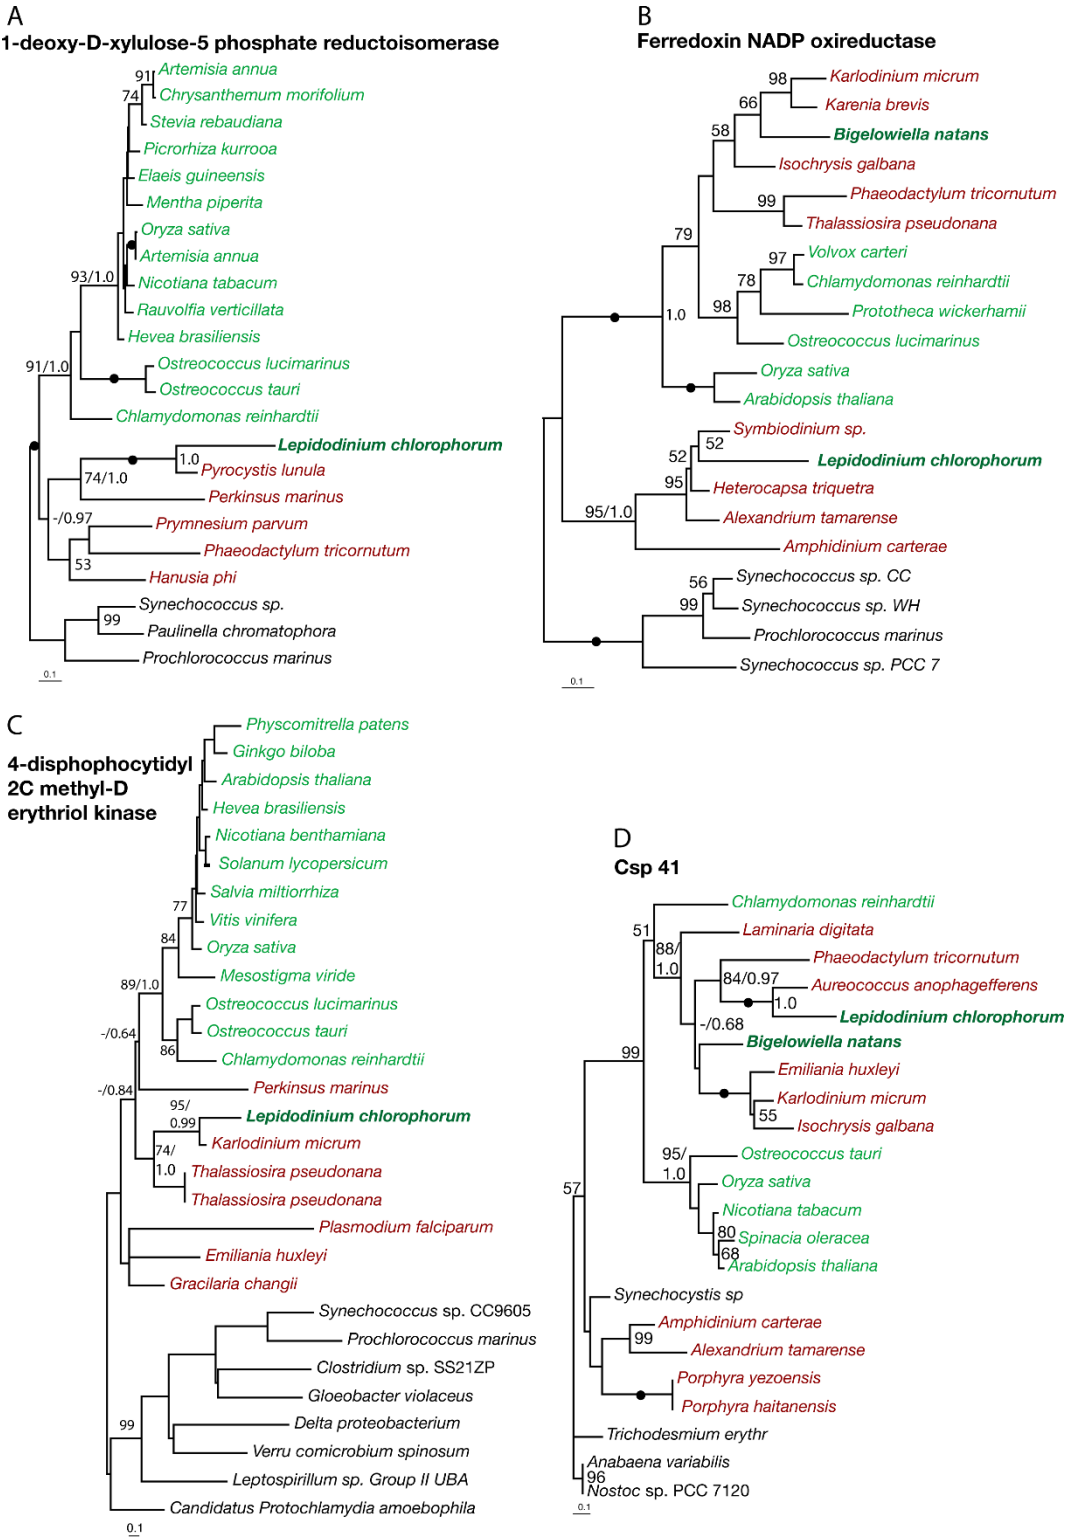 A
1-deoxy-D-xylulose-5 phosphate reductoisomerase
Artemisia annua
91
Chrysanthemum morifolium
74
Stevia rebaudiana
Picrorhiza kurrooa
Elaeis guineensis
Mentha piperita
Oryza sativa
Artemisia annua
93/1.0
Nicotiana tabacum
Rauvolfia verticillata
Hevea brasiliensis
91/1.0
Ostreococcus lucimarinus
Ostreococcus tauri
Chlamydomonas reinhardtii
Lepidodinium chlorophorum
1.0
Pyrocystis lunula
74/1.0
Perkinsus marinus
-/0.97
Prymnesium parvum
Phaeodactylum tricornutum
53
Hanusia phi
Synechococcus sp.
99
Paulinella chromatophora
Prochlorococcus marinus
0.1
B
Ferredoxin NADP oxireductase
98
Karlodinium micrum
66
Karenia brevis
58
Bigelowiella natans
Isochrysis galbana
99
Phaeodactylum tricornutum
Thalassiosira pseudonana
79
97
Volvox carteri
78
Chlamydomonas reinhardtii
98
Prototheca wickerhamii
1.0
Ostreococcus lucimarinus
Oryza sativa
Arabidopsis thaliana
Symbiodinium sp.
52
52
Lepidodinium chlorophorum
95
Heterocapsa triquetra
95/1.0
Alexandrium tamarense
Amphidinium carterae
56
Synechococcus sp. CC
99
Synechococcus sp. WH
Prochlorococcus marinus
Synechococcus sp. PCC 7
0.1
C
4-disphophocytidyl
2C methyl-D
erythriol kinase
Physcomitrella patens
Ginkgo biloba
Arabidopsis thaliana
Hevea brasiliensis
Nicotiana benthamiana
Solanum lycopersicum
Salvia miltiorrhiza
77
Vitis vinifera
84
Oryza sativa
Mesostigma viride
89/1.0
Ostreococcus lucimarinus
-/0.64
Ostreococcus tauri
86
Chlamydomonas reinhardtii
-/0.84
Perkinsus marinus
95/
0.99
Lepidodinium chlorophorum
Karlodinium micrum
74/
1.0
Thalassiosira pseudonana
Thalassiosira pseudonana
Plasmodium falciparum
Emiliania huxleyi
Gracilaria changii
Synechococcus sp. CC9605
Prochlorococcus marinus
Clostridium sp. SS21ZP
Gloeobacter violaceus
99
Delta proteobacterium
Verru comicrobium spinosum
Leptospirillum sp. Group II UBA
Candidatus Protochlamydia amoebophila
0.1
D
Csp 41
Chlamydomonas reinhardtii
51
Laminaria digitata
88/
1.0
Phaeodactylum tricornutum
84/0.97
Aureococcus anophagefferens
1.0
Lepidodinium chlorophorum
-/0.68
Bigelowiella natans
99
Emiliania huxleyi
Karlodinium micrum
55
Isochrysis galbana
95/
1.0
Ostreococcus tauri
Oryza sativa
57
Nicotiana tabacum
80
Spinacia oleracea
68
Arabidopsis thaliana
Synechocystis sp
Amphidinium carterae
99
Alexandrium tamarense
Porphyra yezoensis
Porphyra haitanensis
Trichodesmium erythr
Anabaena variabilis
96
Nostoc sp. PCC 7120
0.1